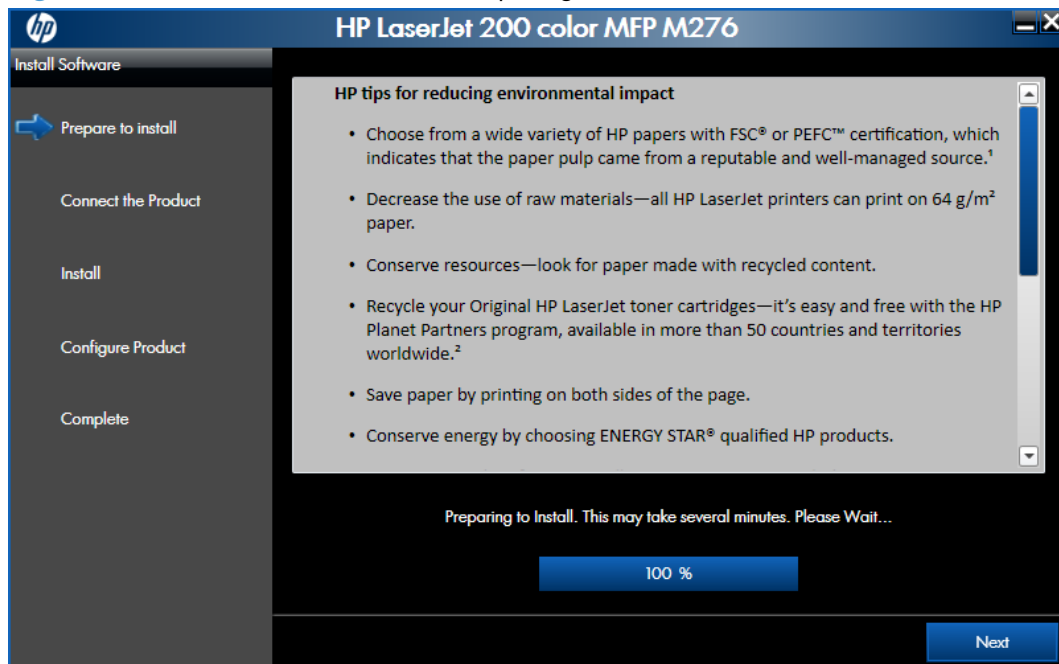 hp
HP LaserJet 200 color MFP M276
Install Software
Prepare to install
Connect the Product
Install
Configure Product
Complete
HP tips for reducing environmental impact
• Choose from a wide variety of HP papers with FSC® or PEFC™ certification, which
indicates that the paper pulp came from a reputable and well-managed source.¹
• Decrease the use of raw materials—all HP LaserJet printers can print on 64 g/m²
paper.
• Conserve resources—look for paper made with recycled content.
• Recycle your Original HP LaserJet toner cartridges—it's easy and free with the HP
Planet Partners program, available in more than 50 countries and territories
worldwide.²
• Save paper by printing on both sides of the page.
• Conserve energy by choosing ENERGY STAR® qualified HP products.
Preparing to Install. This may take several minutes. Please Wait...
100 %
Next